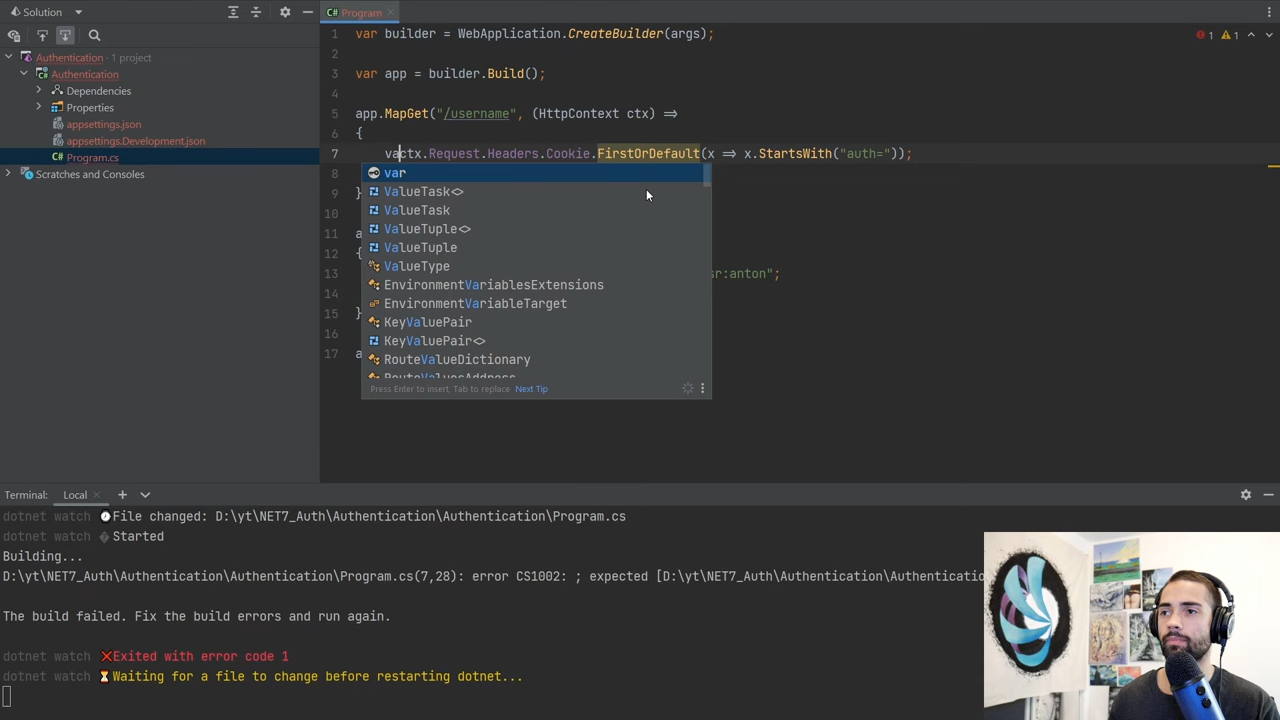 Solution
Program
Authentication · 1 project
Authentication
Dependencies
Properties
appsettings.json
appsettings.Development.json
C# Program.cs
Scratches and Consoles
1 var builder = WebApplication.CreateBuilder(args);
2
3 var app = builder.Build();
4
5 app.MapGet("/username", (HttpContext ctx) =>
6 {
7 vactx.Request.Headers.Cookie.FirstOrDefault(x => x.StartsWith("auth="));
8
9 }
10
11 a
12 {
13 sr:anton";
14
15 }
16
17 a
1 1
var
ValueTask<>
ValueTask
ValueTuple<>
ValueTuple
ValueType
EnvironmentVariablesExtensions
EnvironmentVariableTarget
KeyValuePair
KeyValuePair<>
RouteValueDictionary
RouteValuesAddress
Press Enter to insert, Tab to replace Next Tip
Terminal: Local
dotnet watch File changed: D:\yt\NET7_Auth\Authentication\Authentication\Program.cs
dotnet watch Started
Building...
D:\yt\NET7_Auth\Authentication\Authentication\Program.cs(7,28): error CS1002: ; expected [D:\yt\NET7_Auth\Authentication\Authentication
The build failed. Fix the build errors and run again.
dotnet watch Exited with error code 1
dotnet watch Waiting for a file to change before restarting dotnet...